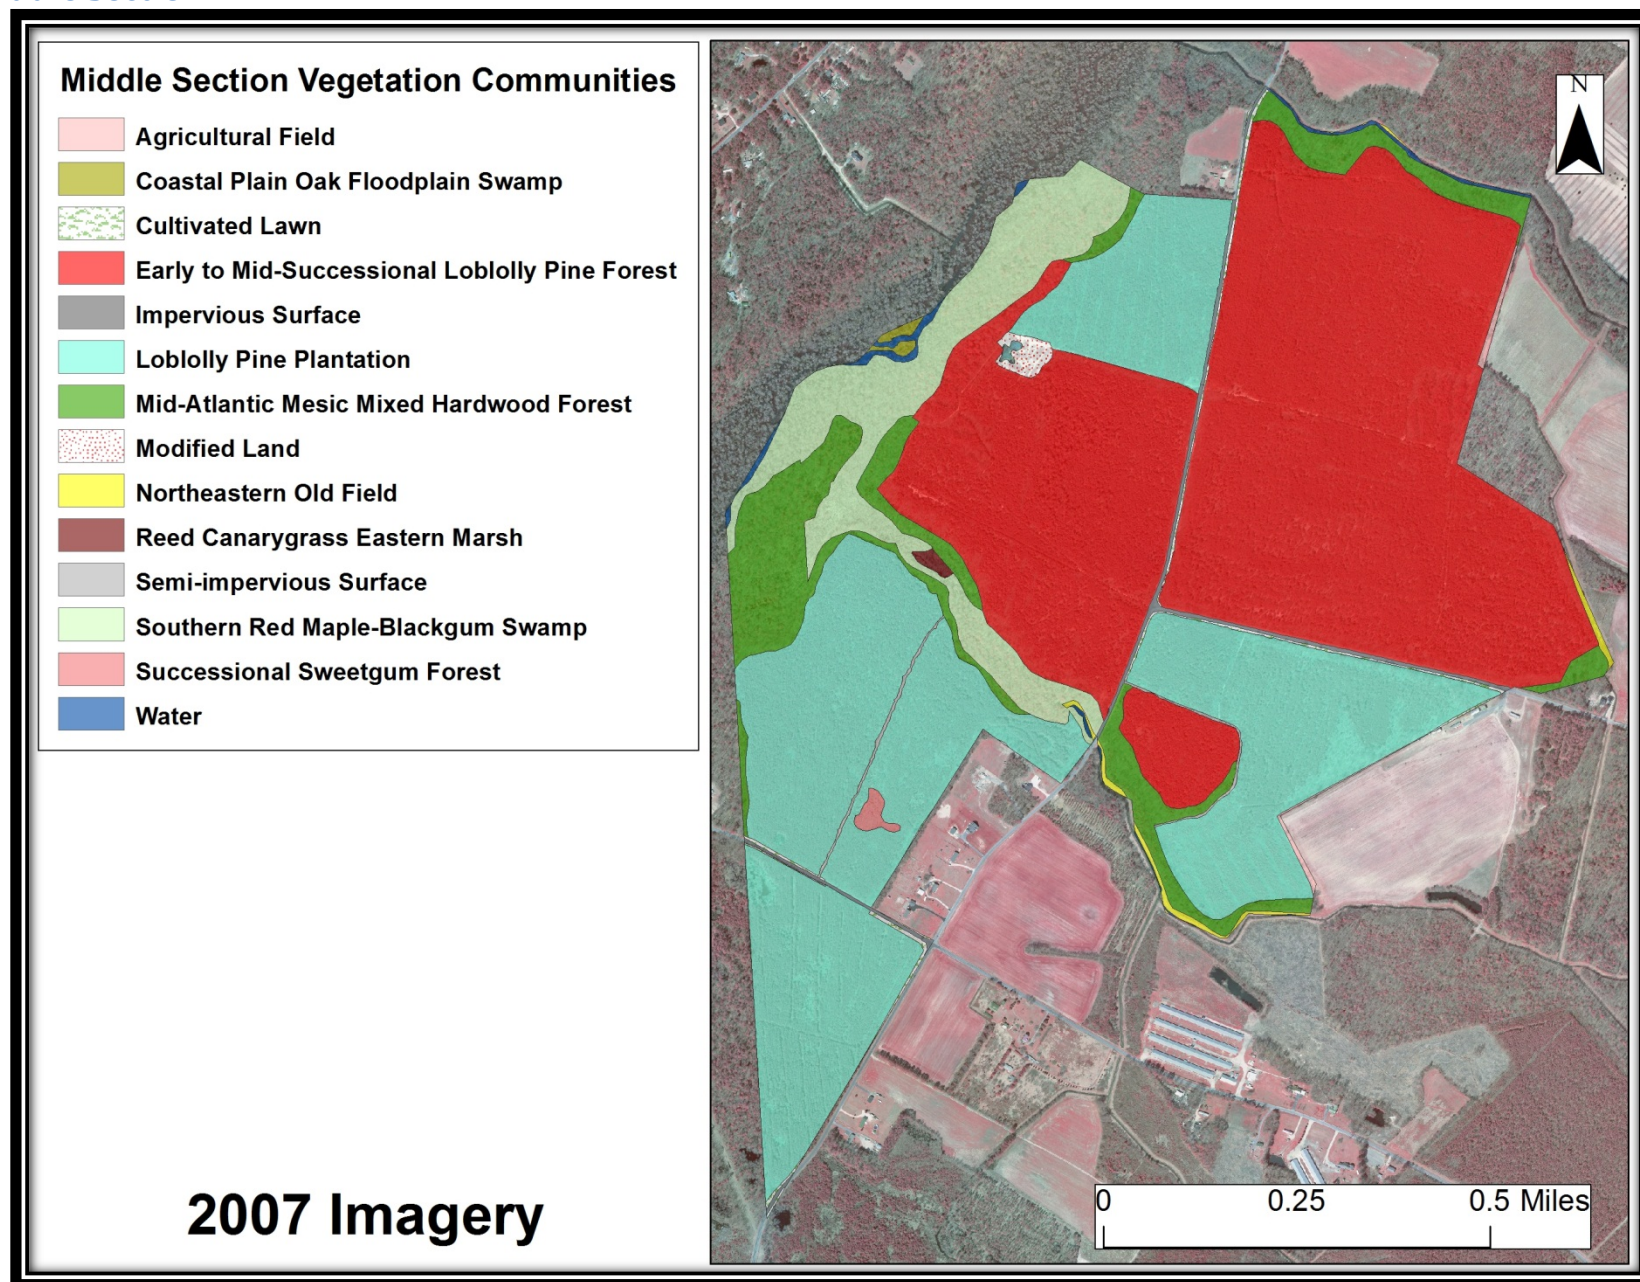 Middle Section Vegetation Communities
Agricultural Field
Coastal Plain Oak Floodplain Swamp
Cultivated Lawn
Early to Mid-Successional Loblolly Pine Forest
Impervious Surface
Loblolly Pine Plantation
Mid-Atlantic Mesic Mixed Hardwood Forest
Modified Land
Northeastern Old Field
Reed Canarygrass Eastern Marsh
Semi-impervious Surface
Southern Red Maple-Blackgum Swamp
Successional Sweetgum Forest
Water
N
2007 Imagery
0 0.25 0.5 Miles